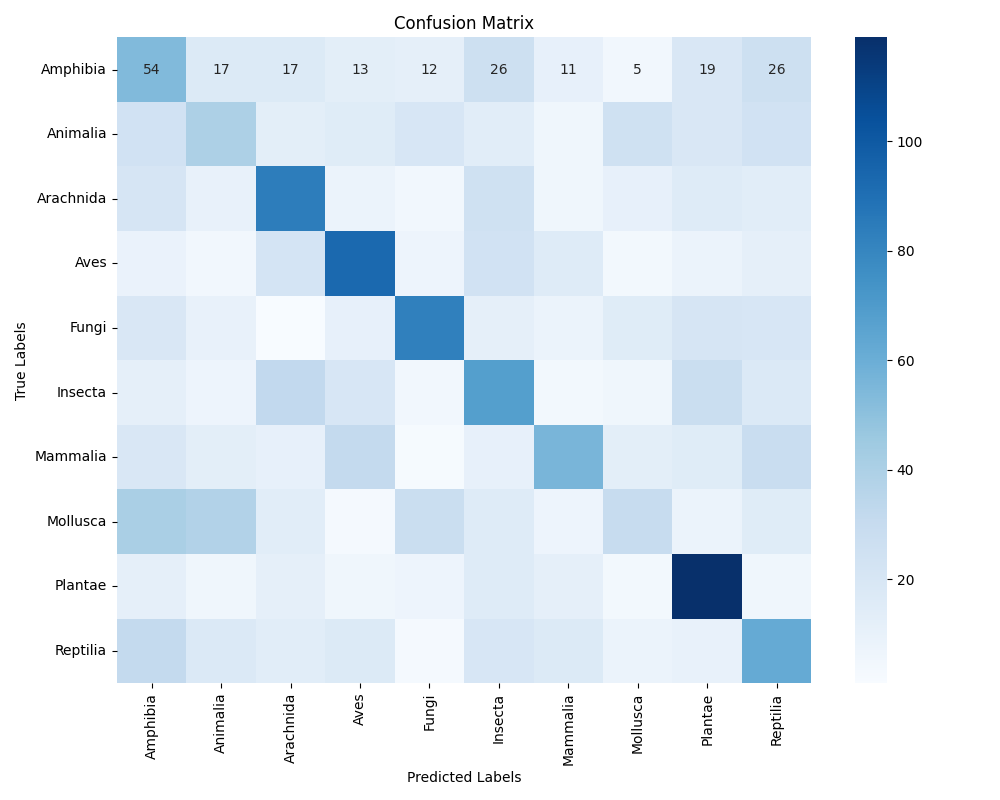 Confusion Matrix
Amphibia 54 17 17 13 12 26 11 5 19 26
Animalia
Arachnida
Aves
Fungi
Insecta
Mammalia
Mollusca
Plantae
Reptilia
True Labels
Amphibia Animalia Arachnida Aves Fungi Insecta Mammalia Mollusca Plantae Reptilia
Predicted Labels
100
80
60
40
20